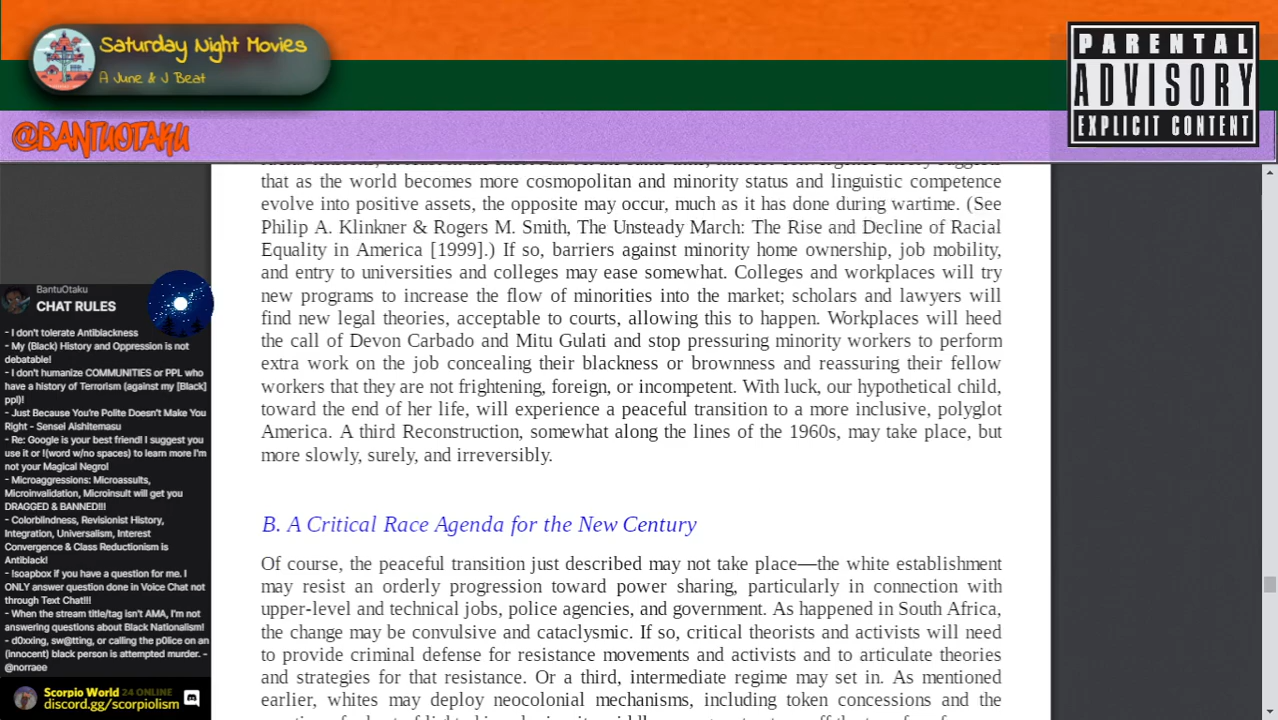 Saturday Night Movies
A June & J Beat
PARENTAL
ADVISORY
EXPLICIT CONTENT
@BANTUOTAKU
that as the world becomes more cosmopolitan and minority status and linguistic competence
evolve into positive assets, the opposite may occur, much as it has done during wartime. (See
Philip A. Klinkner & Rogers M. Smith, The Unsteady March: The Rise and Decline of Racial
Equality in America [1999].) If so, barriers against minority home ownership, job mobility,
and entry to universities and colleges may ease somewhat. Colleges and workplaces will try
new programs to increase the flow of minorities into the market; scholars and lawyers will
find new legal theories, acceptable to courts, allowing this to happen. Workplaces will heed
the call of Devon Carbado and Mitu Gulati and stop pressuring minority workers to perform
extra work on the job concealing their blackness or brownness and reassuring their fellow
workers that they are not frightening, foreign, or incompetent. With luck, our hypothetical child,
toward the end of her life, will experience a peaceful transition to a more inclusive, polyglot
America. A third Reconstruction, somewhat along the lines of the 1960s, may take place, but
more slowly, surely, and irreversibly.
B. A Critical Race Agenda for the New Century
Of course, the peaceful transition just described may not take place—the white establishment
may resist an orderly progression toward power sharing, particularly in connection with
upper-level and technical jobs, police agencies, and government. As happened in South Africa,
the change may be convulsive and cataclysmic. If so, critical theorists and activists will need
to provide criminal defense for resistance movements and activists and to articulate theories
and strategies for that resistance. Or a third, intermediate regime may set in. As mentioned
earlier, whites may deploy neocolonial mechanisms, including token concessions and the
BantuOtaku
CHAT RULES
- I don't tolerate Antiblackness
- My (Black) History and Oppression is not
debatable!
- I don't humanize COMMUNITIES or PPL who
have a history of Terrorism (against my [Black]
ppl)!
- Just Because You're Polite Doesn't Make You
Right - Sensei Aishitemasu
- Re: Google is your best friend! I suggest you
use it or !(word w/no spaces) to learn more I'm
not your Magical Negro!
- Microaggressions: Microassults,
Microinvalidation, Microinsult will get you
DRAGGED & BANNED!!!
- Colorblindness, Revisionist History,
Integration, Universalism, Interest
Convergence & Class Reductionism is
Antiblack!
- !soapbox if you have a question for me. I
ONLY answer question done in Voice Chat not
through Text Chat!!!
- When the stream title/tag isn't AMA, I'm not
answering questions about Black Nationalism!
- d0xxing, sw@tting, or calling the p0lice on an
(innocent) black person is attempted murder. -
@norraee
Scorpio World 24 ONLINE
discord.gg/scorpiolism